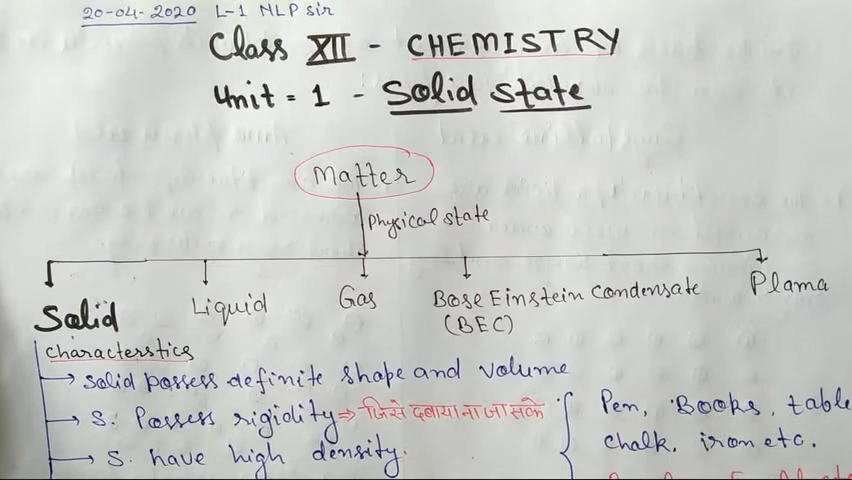 20-04-2020 L-1 NLP sir
Class XII - CHEMISTRY
Unit = 1 - Solid State
Matter
Physical state
Solid
Liquid
Gas
Bose Einstein Condensate
(BEC)
Plama
characterstics
→ solid possess definite shape and volume
→ S. Possess rigidity ⇒ जिसे दबाया ना जा सके
→ S. have high density.
Pen, Books, table
chalk, iron etc.